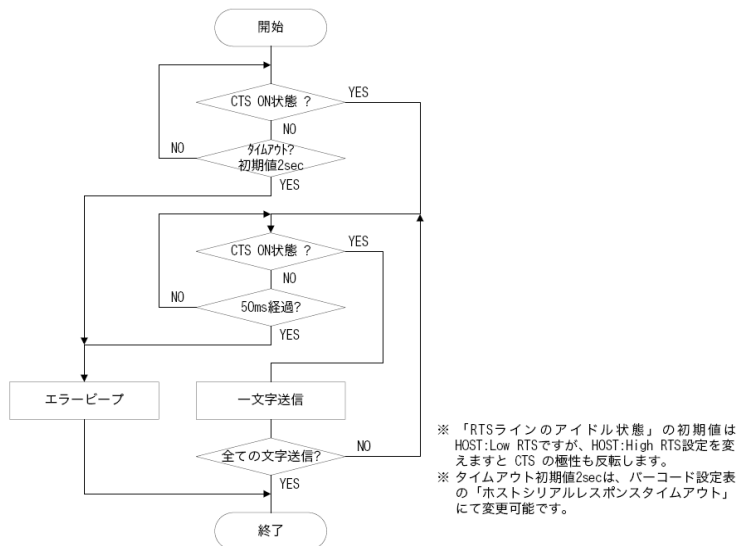 開始
CTS ON状態 ?
YES
NO
NO
ﾀｲﾑｱｳﾄ?
初期値2sec
YES
CTS ON状態 ?
YES
NO
NO
50ms経過?
YES
エラービープ
一文字送信
全ての文字送信?
NO
YES
終了
※ 「RTSラインのアイドル状態」の初期値は
HOST:Low RTSですが、HOST:High RTS設定を変
えますと CTS の極性も反転します。
※ タイムアウト初期値2secは、バーコード設定表
の「ホストシリアルレスポンスタイムアウト」
にて変更可能です。